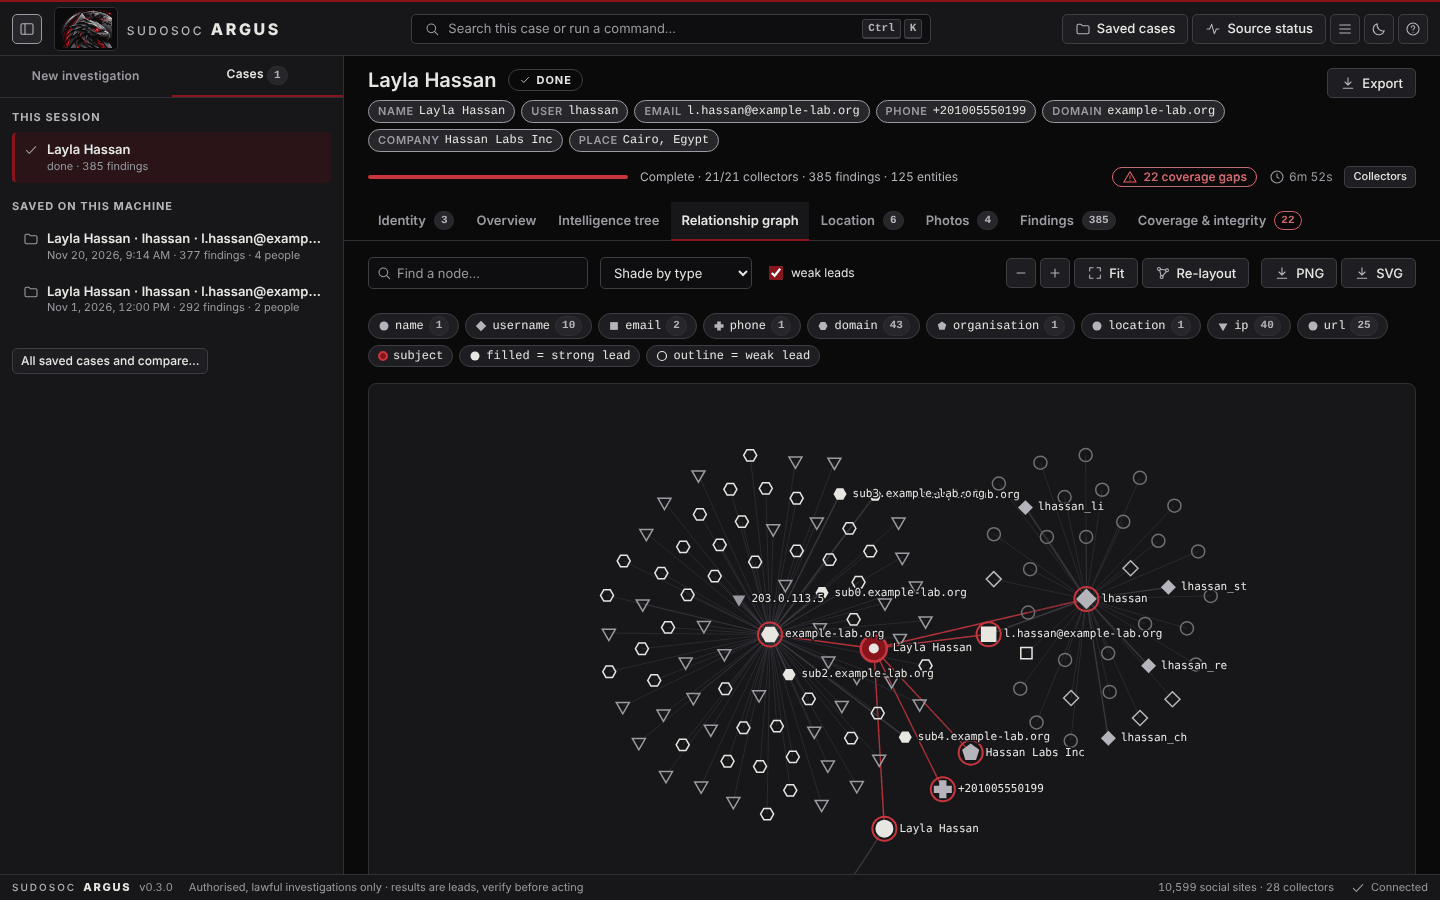 SUDOSOC ARGUS
Search this case or run a command...
Ctrl K
Saved cases
Source status
New investigation
Cases 1
THIS SESSION
Layla Hassan
done · 385 findings
SAVED ON THIS MACHINE
Layla Hassan · lhassan · l.hassan@examp...
Nov 20, 2026, 9:14 AM · 377 findings · 4 people
Layla Hassan · lhassan · l.hassan@examp...
Nov 1, 2026, 12:00 PM · 292 findings · 2 people
All saved cases and compare...
Layla Hassan
DONE
Export
NAME Layla Hassan USER lhassan EMAIL l.hassan@example-lab.org PHONE +201005550199 DOMAIN example-lab.org
COMPANY Hassan Labs Inc PLACE Cairo, Egypt
Complete · 21/21 collectors · 385 findings · 125 entities
22 coverage gaps
6m 52s
Collectors
Identity 3 Overview Intelligence tree Relationship graph Location 6 Photos 4 Findings 385 Coverage & integrity 22
Find a node...
Shade by type
weak leads
Fit
Re-layout
PNG
SVG
name 1 username 10 email 2 phone 1 domain 43 organisation 1 location 1 ip 40 url 25
subject filled = strong lead outline = weak lead
sub3.example-lab.org
lhassan_li
lhassan_st
203.0.113.5
sub0.example-lab.org
lhassan
example-lab.org
l.hassan@example-lab.org
Layla Hassan
lhassan_re
sub2.example-lab.org
sub4.example-lab.org
lhassan_ch
Hassan Labs Inc
+201005550199
Layla Hassan
SUDOSOC ARGUS v0.3.0 Authorised, lawful investigations only · results are leads, verify before acting
10,599 social sites · 28 collectors
Connected